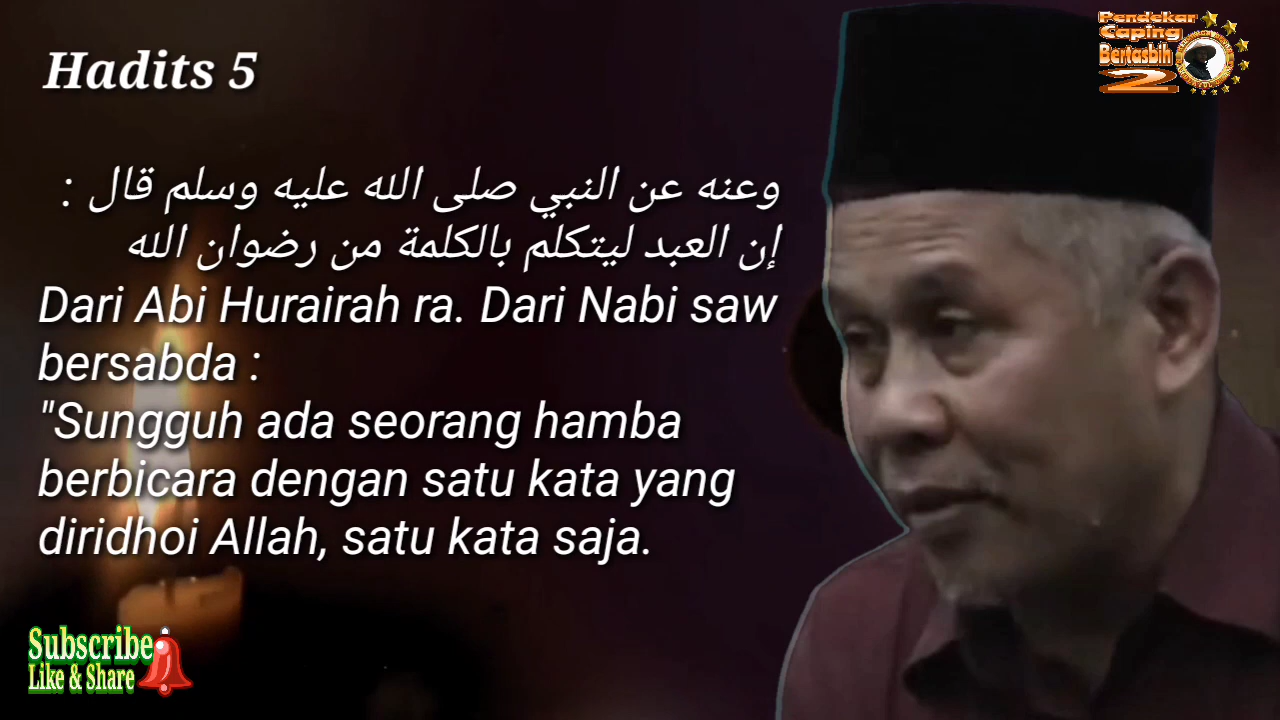 Hadits 5
Pendekar
Caping
Bertasbih
2
وعنه عن النبي صلى الله عليه وسلم قال :
إن العبد ليتكلم بالكلمة من رضوان الله
Dari Abi Hurairah ra. Dari Nabi saw
bersabda :
"Sungguh ada seorang hamba
berbicara dengan satu kata yang
diridhoi Allah, satu kata saja.
Subscribe
Like & Share